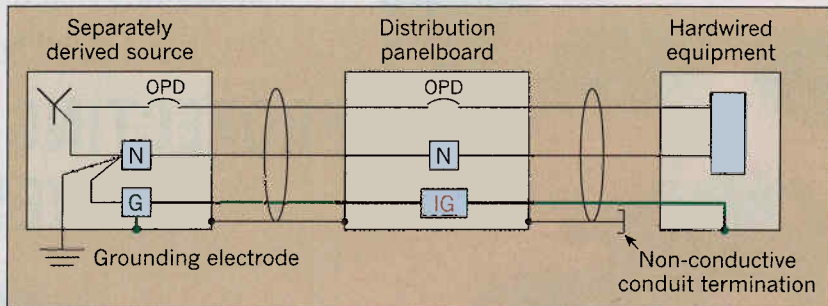 Separately
derived source
Distribution
panelboard
Hardwired
equipment
OPD
OPD
N
N
G
IG
Grounding electrode
Non-conductive
conduit termination